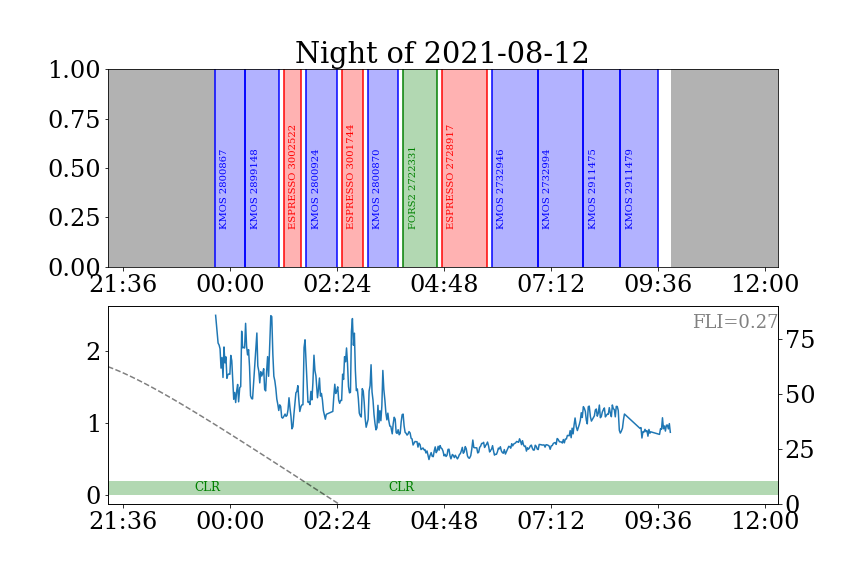 Night of 2021-08-12
1.00
0.75
0.50
0.25
0.00
KMOS 2800867
KMOS 2899148
ESPRESSO 3002522
KMOS 2800924
ESPRESSO 3001744
KMOS 2800870
FORS2 2722331
ESPRESSO 2728917
KMOS 2732946
KMOS 2732994
KMOS 2911475
KMOS 2911479
21:36 00:00 02:24 04:48 07:12 09:36 12:00
FLI=0.27
2
1
0
75
50
25
0
CLR CLR
21:36 00:00 02:24 04:48 07:12 09:36 12:00